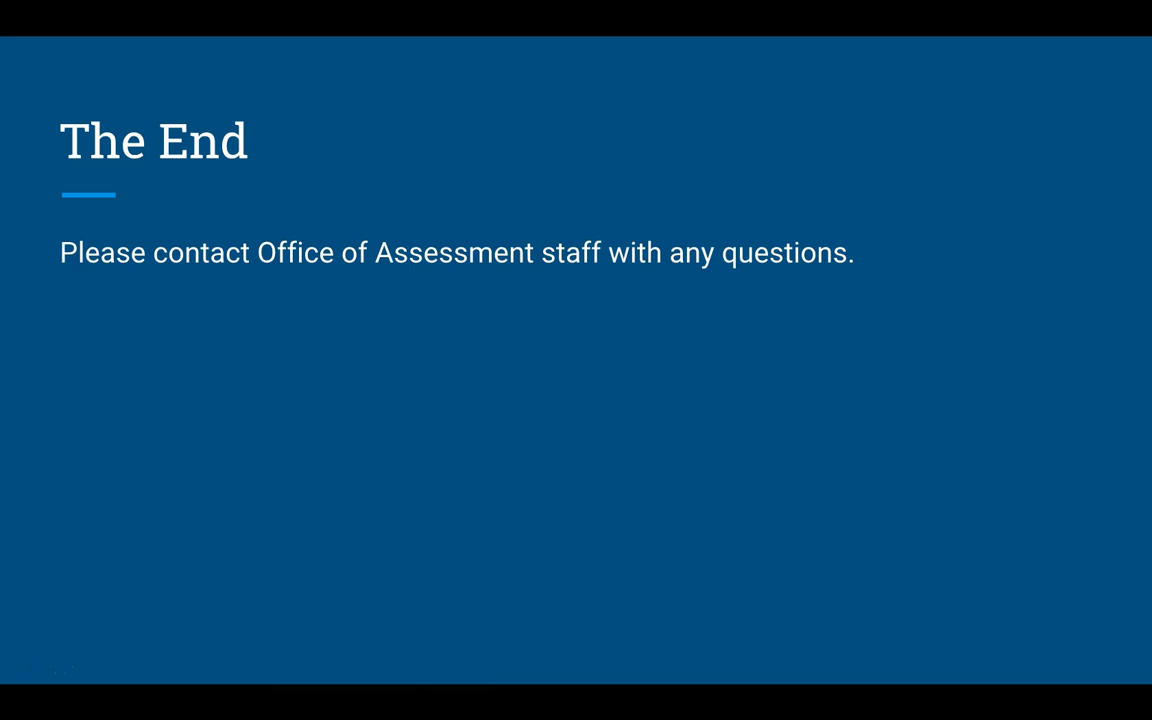 The End
Please contact Office of Assessment staff with any questions.